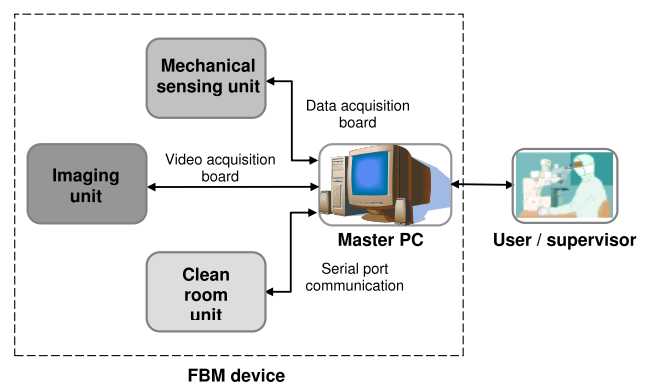 Mechanical
sensing unit
Data acquisition
board
Video acquisition
board
Imaging
unit
Master PC
User / supervisor
Clean
room
unit
Serial port
communication
FBM device